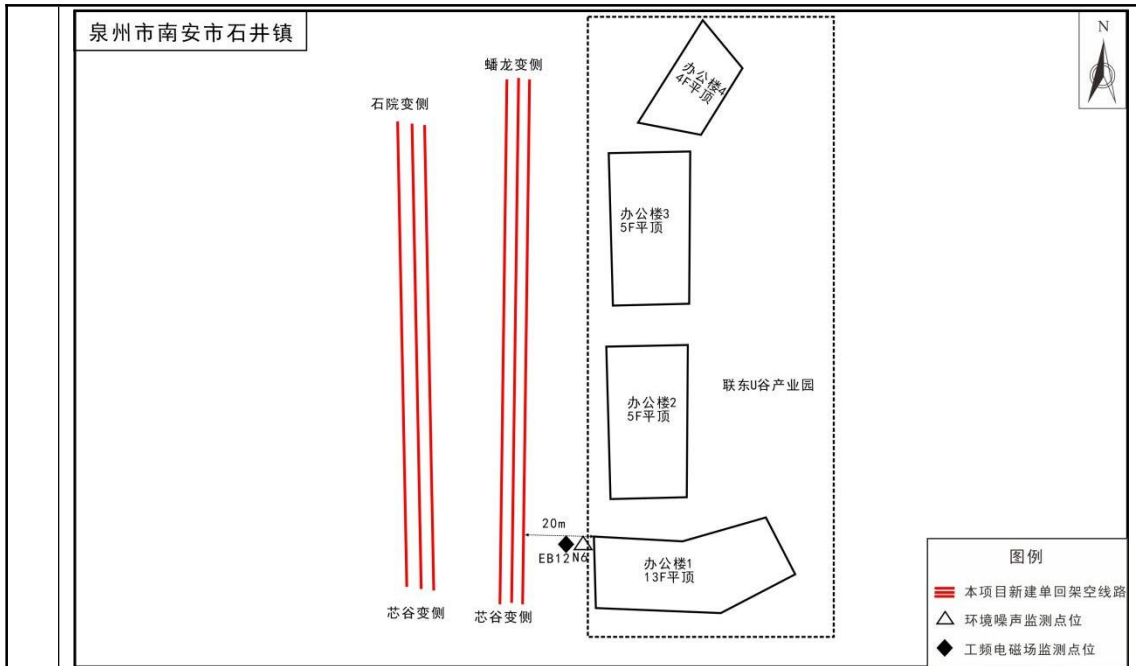 泉州市南安市石井镇
N
蟠龙变侧
石院变侧
办公楼4
4F平顶
办公楼3
5F平顶
联东U谷产业园
办公楼2
5F平顶
20m
EB12 N6
办公楼1
13F平顶
芯谷变侧
芯谷变侧
图例
本项目新建单回架空线路
环境噪声监测点位
工频电磁场监测点位